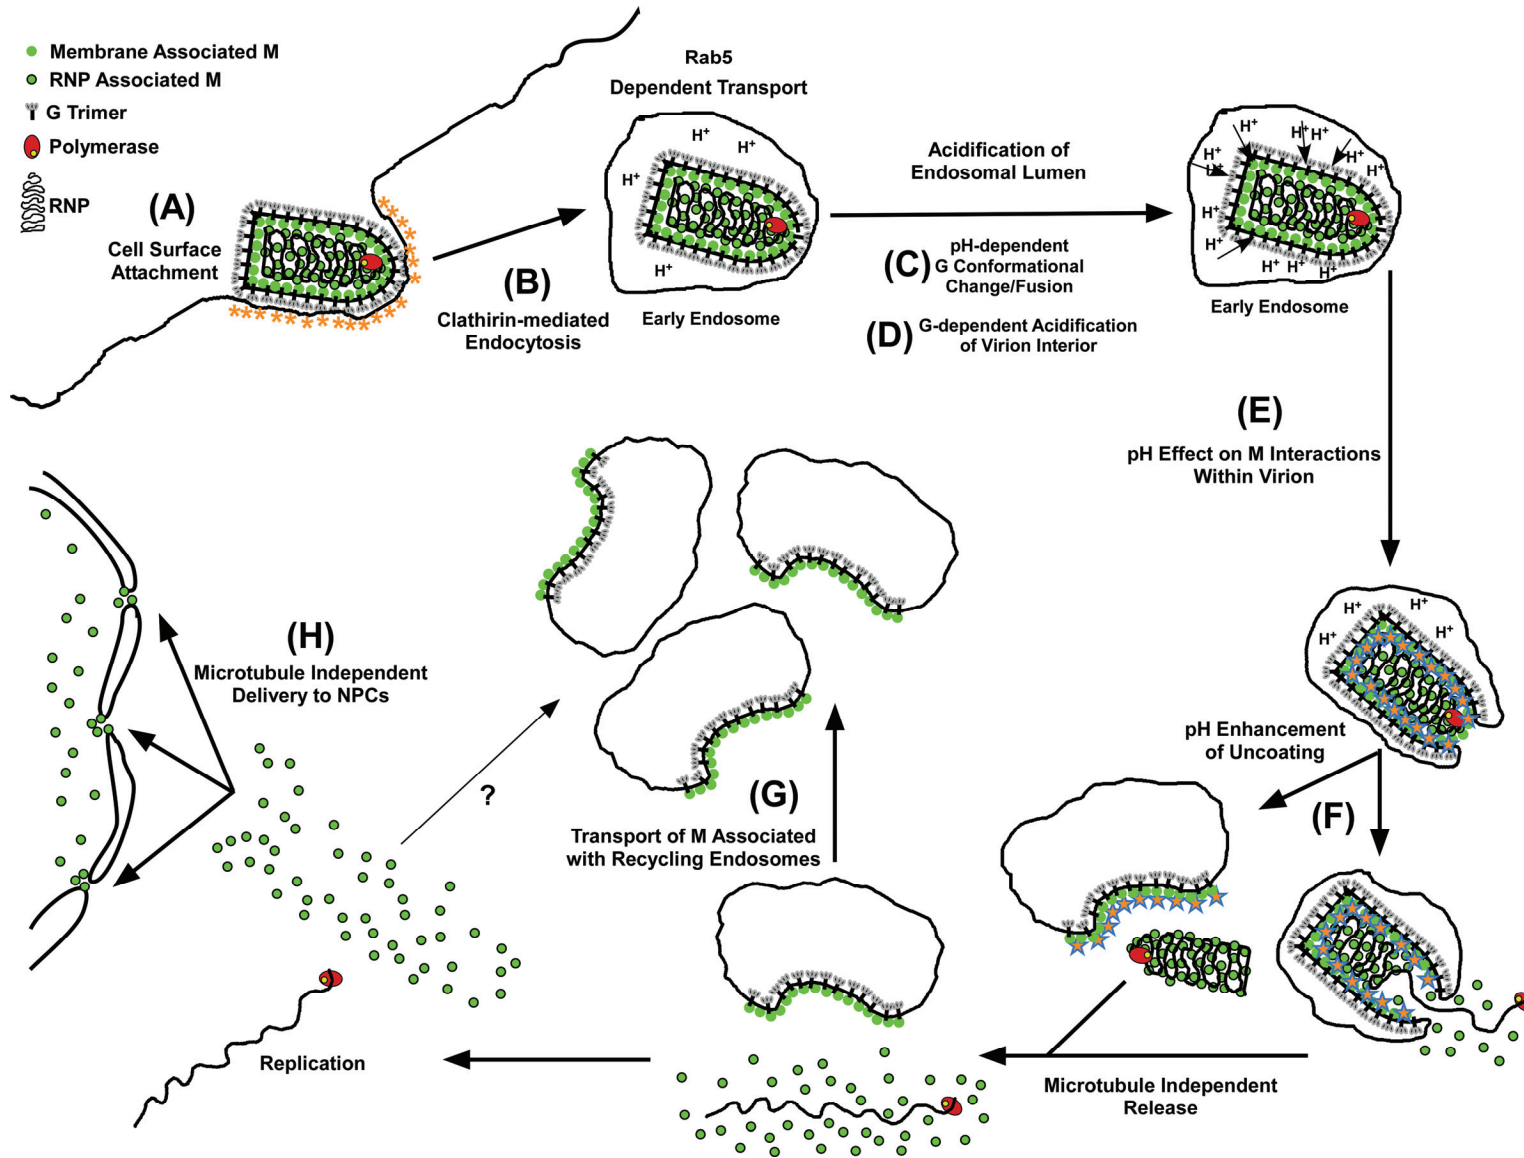 Membrane Associated M
RNP Associated M
G Trimer
Polymerase
RNP
(A)
Cell Surface
Attachment
(B)
Clathirin-mediated
Endocytosis
Rab5
Dependent Transport
H+
H+
H+
H+
Early Endosome
Acidification of
Endosomal Lumen
(C)
pH-dependent
G Conformational
Change/Fusion
(D)
G-dependent Acidification
of Virion Interior
H+
H+
H+
H+
H+
H+
H+
H+
H+
H+
H+
H+
Early Endosome
(E)
pH Effect on M Interactions
Within Virion
H+
H+
H+
H+
pH Enhancement
of Uncoating
(F)
Microtubule Independent
Release
(G)
Transport of M Associated
with Recycling Endosomes
(H)
Microtubule Independent
Delivery to NPCs
?
Replication